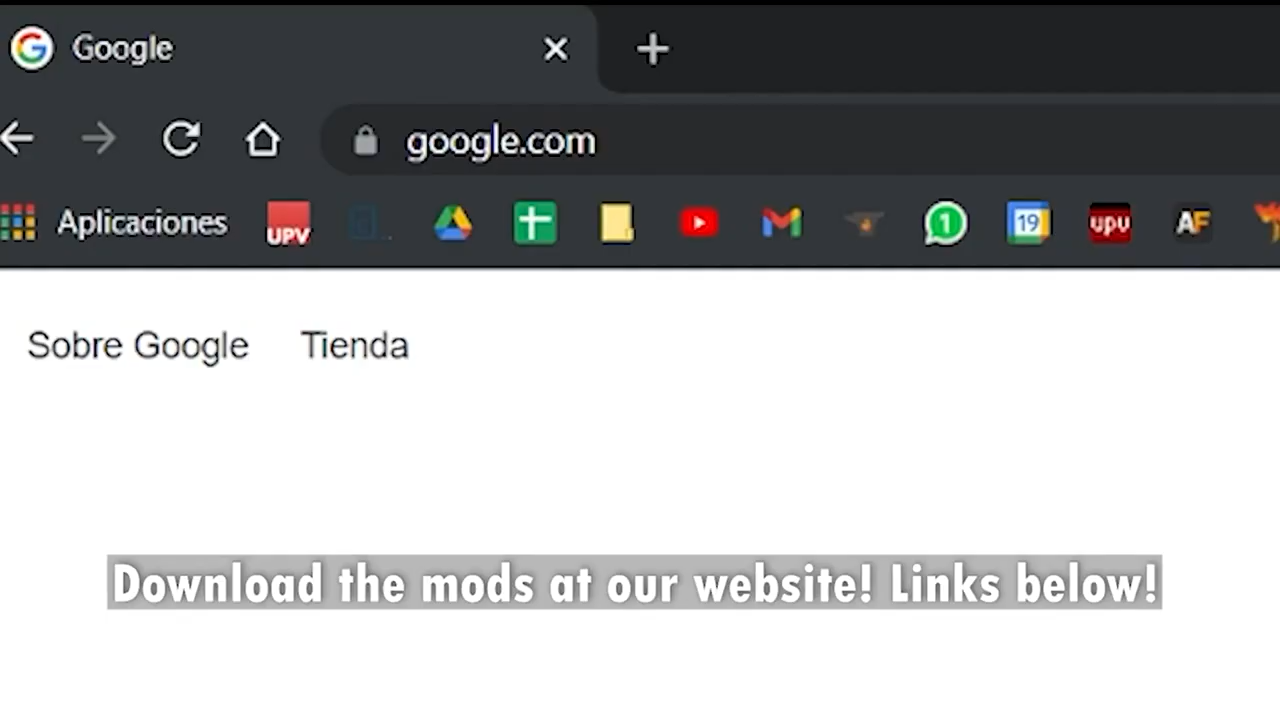 Google
google.com
Aplicaciones UPV 1 19 upv AF
Sobre Google Tienda
Download the mods at our website! Links below!